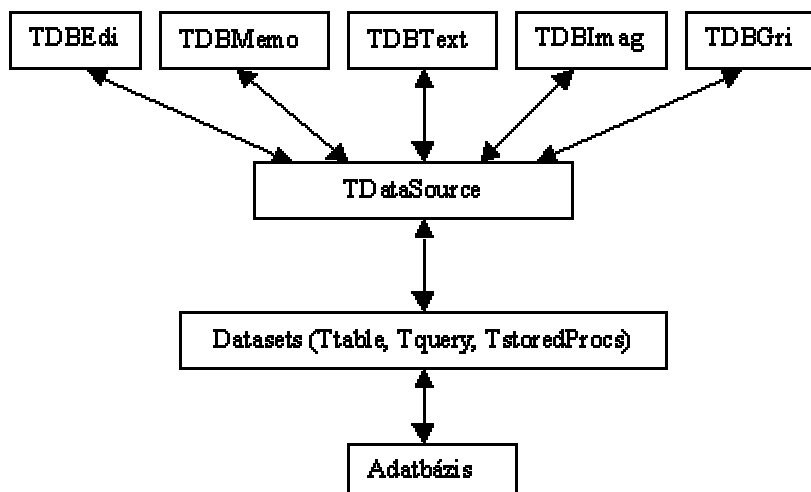 TDBEdi
TDBMemo
TDBText
TDBImag
TDBGri
TDataSource
Datasets (Ttable, Tquery, TstoredProcs)
Adatbázis